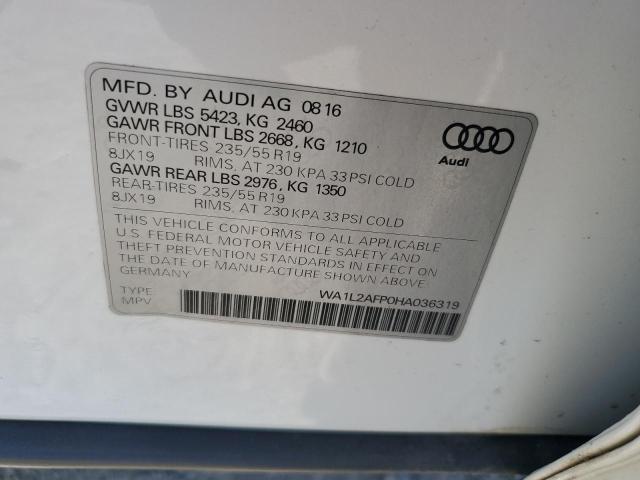 MFD. BY AUDI AG 08 16
GVWR LBS 5423, KG 2460
GAWR FRONT LBS 2668, KG 1210
FRONT-TIRES 235/55 R19
8JX19 RIMS, AT 230 KPA 33 PSI COLD
GAWR REAR LBS 2976, KG 1350
REAR-TIRES 235/55 R19
8JX19 RIMS, AT 230 KPA 33 PSI COLD
Audi
THIS VEHICLE CONFORMS TO ALL APPLICABLE
U.S. FEDERAL MOTOR VEHICLE SAFETY AND
THEFT PREVENTION STANDARDS IN EFFECT ON
THE DATE OF MANUFACTURE SHOWN ABOVE
GERMANY
TYPE
MPV
WA1L2AFP0HA036319